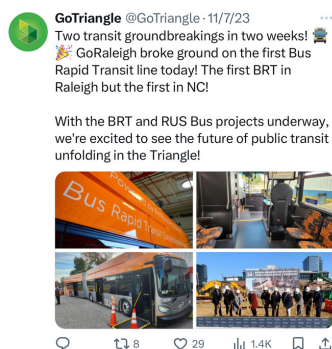 GoTriangle @GoTriangle · 11/7/23
Two transit groundbreakings in two weeks! 🚊
🎉 GoRaleigh broke ground on the first Bus
Rapid Transit line today! The first BRT in
Raleigh but the first in NC!
With the BRT and RUS Bus projects underway,
we're excited to see the future of public transit
unfolding in the Triangle!
Powered by
Bus Rapid Transit
8 29 1.4K